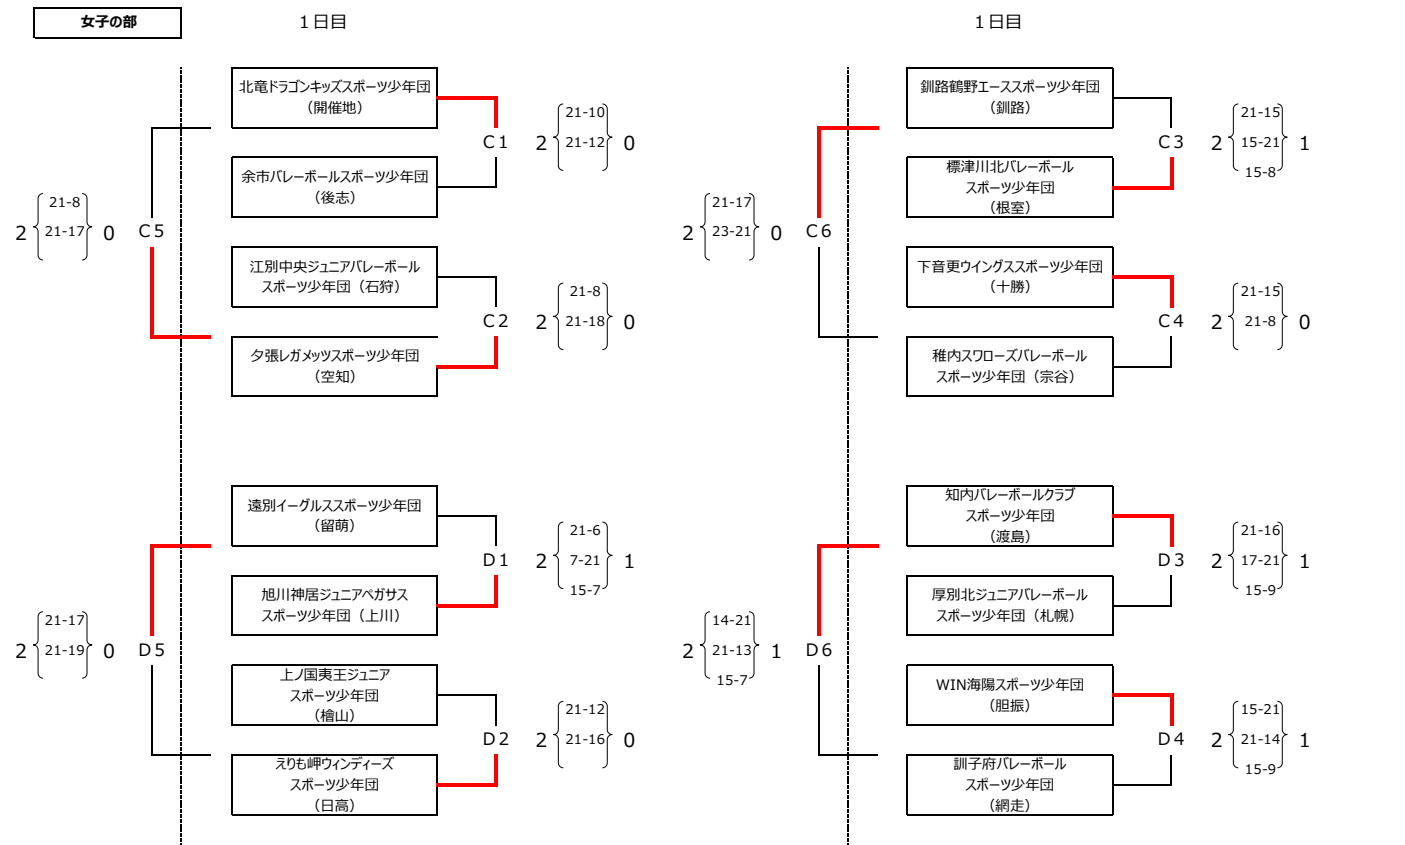 女子の部
１日目
北竜ドラゴンキッズスポーツ少年団
（開催地）
C1
2
21-10
21-12
0
余市バレーボールスポーツ少年団
（後志）
2
21-8
21-17
0
C5
江別中央ジュニアバレーボール
スポーツ少年団（石狩）
C2
2
21-8
21-18
0
夕張レガメッツスポーツ少年団
（空知）
遠別イーグルススポーツ少年団
（留萌）
D1
2
21-6
7-21
15-7
1
旭川神居ジュニアペガサス
スポーツ少年団（上川）
2
21-17
21-19
0
D5
上ノ国夷王ジュニア
スポーツ少年団
（檜山）
D2
2
21-12
21-16
0
えりも岬ウィンディーズ
スポーツ少年団
（日高）
１日目
釧路鶴野エーススポーツ少年団
（釧路）
C3
2
21-15
15-21
15-8
1
標津川北バレーボール
スポーツ少年団
（根室）
2
21-17
23-21
0
C6
下音更ウイングススポーツ少年団
（十勝）
C4
2
21-15
21-8
0
稚内スワローズバレーボール
スポーツ少年団（宗谷）
知内バレーボールクラブ
スポーツ少年団
（渡島）
D3
2
21-16
17-21
15-9
1
厚別北ジュニアバレーボール
スポーツ少年団（札幌）
2
14-21
21-13
15-7
1
D6
WIN海陽スポーツ少年団
（胆振）
D4
2
15-21
21-14
15-9
1
訓子府バレーボール
スポーツ少年団
（網走）